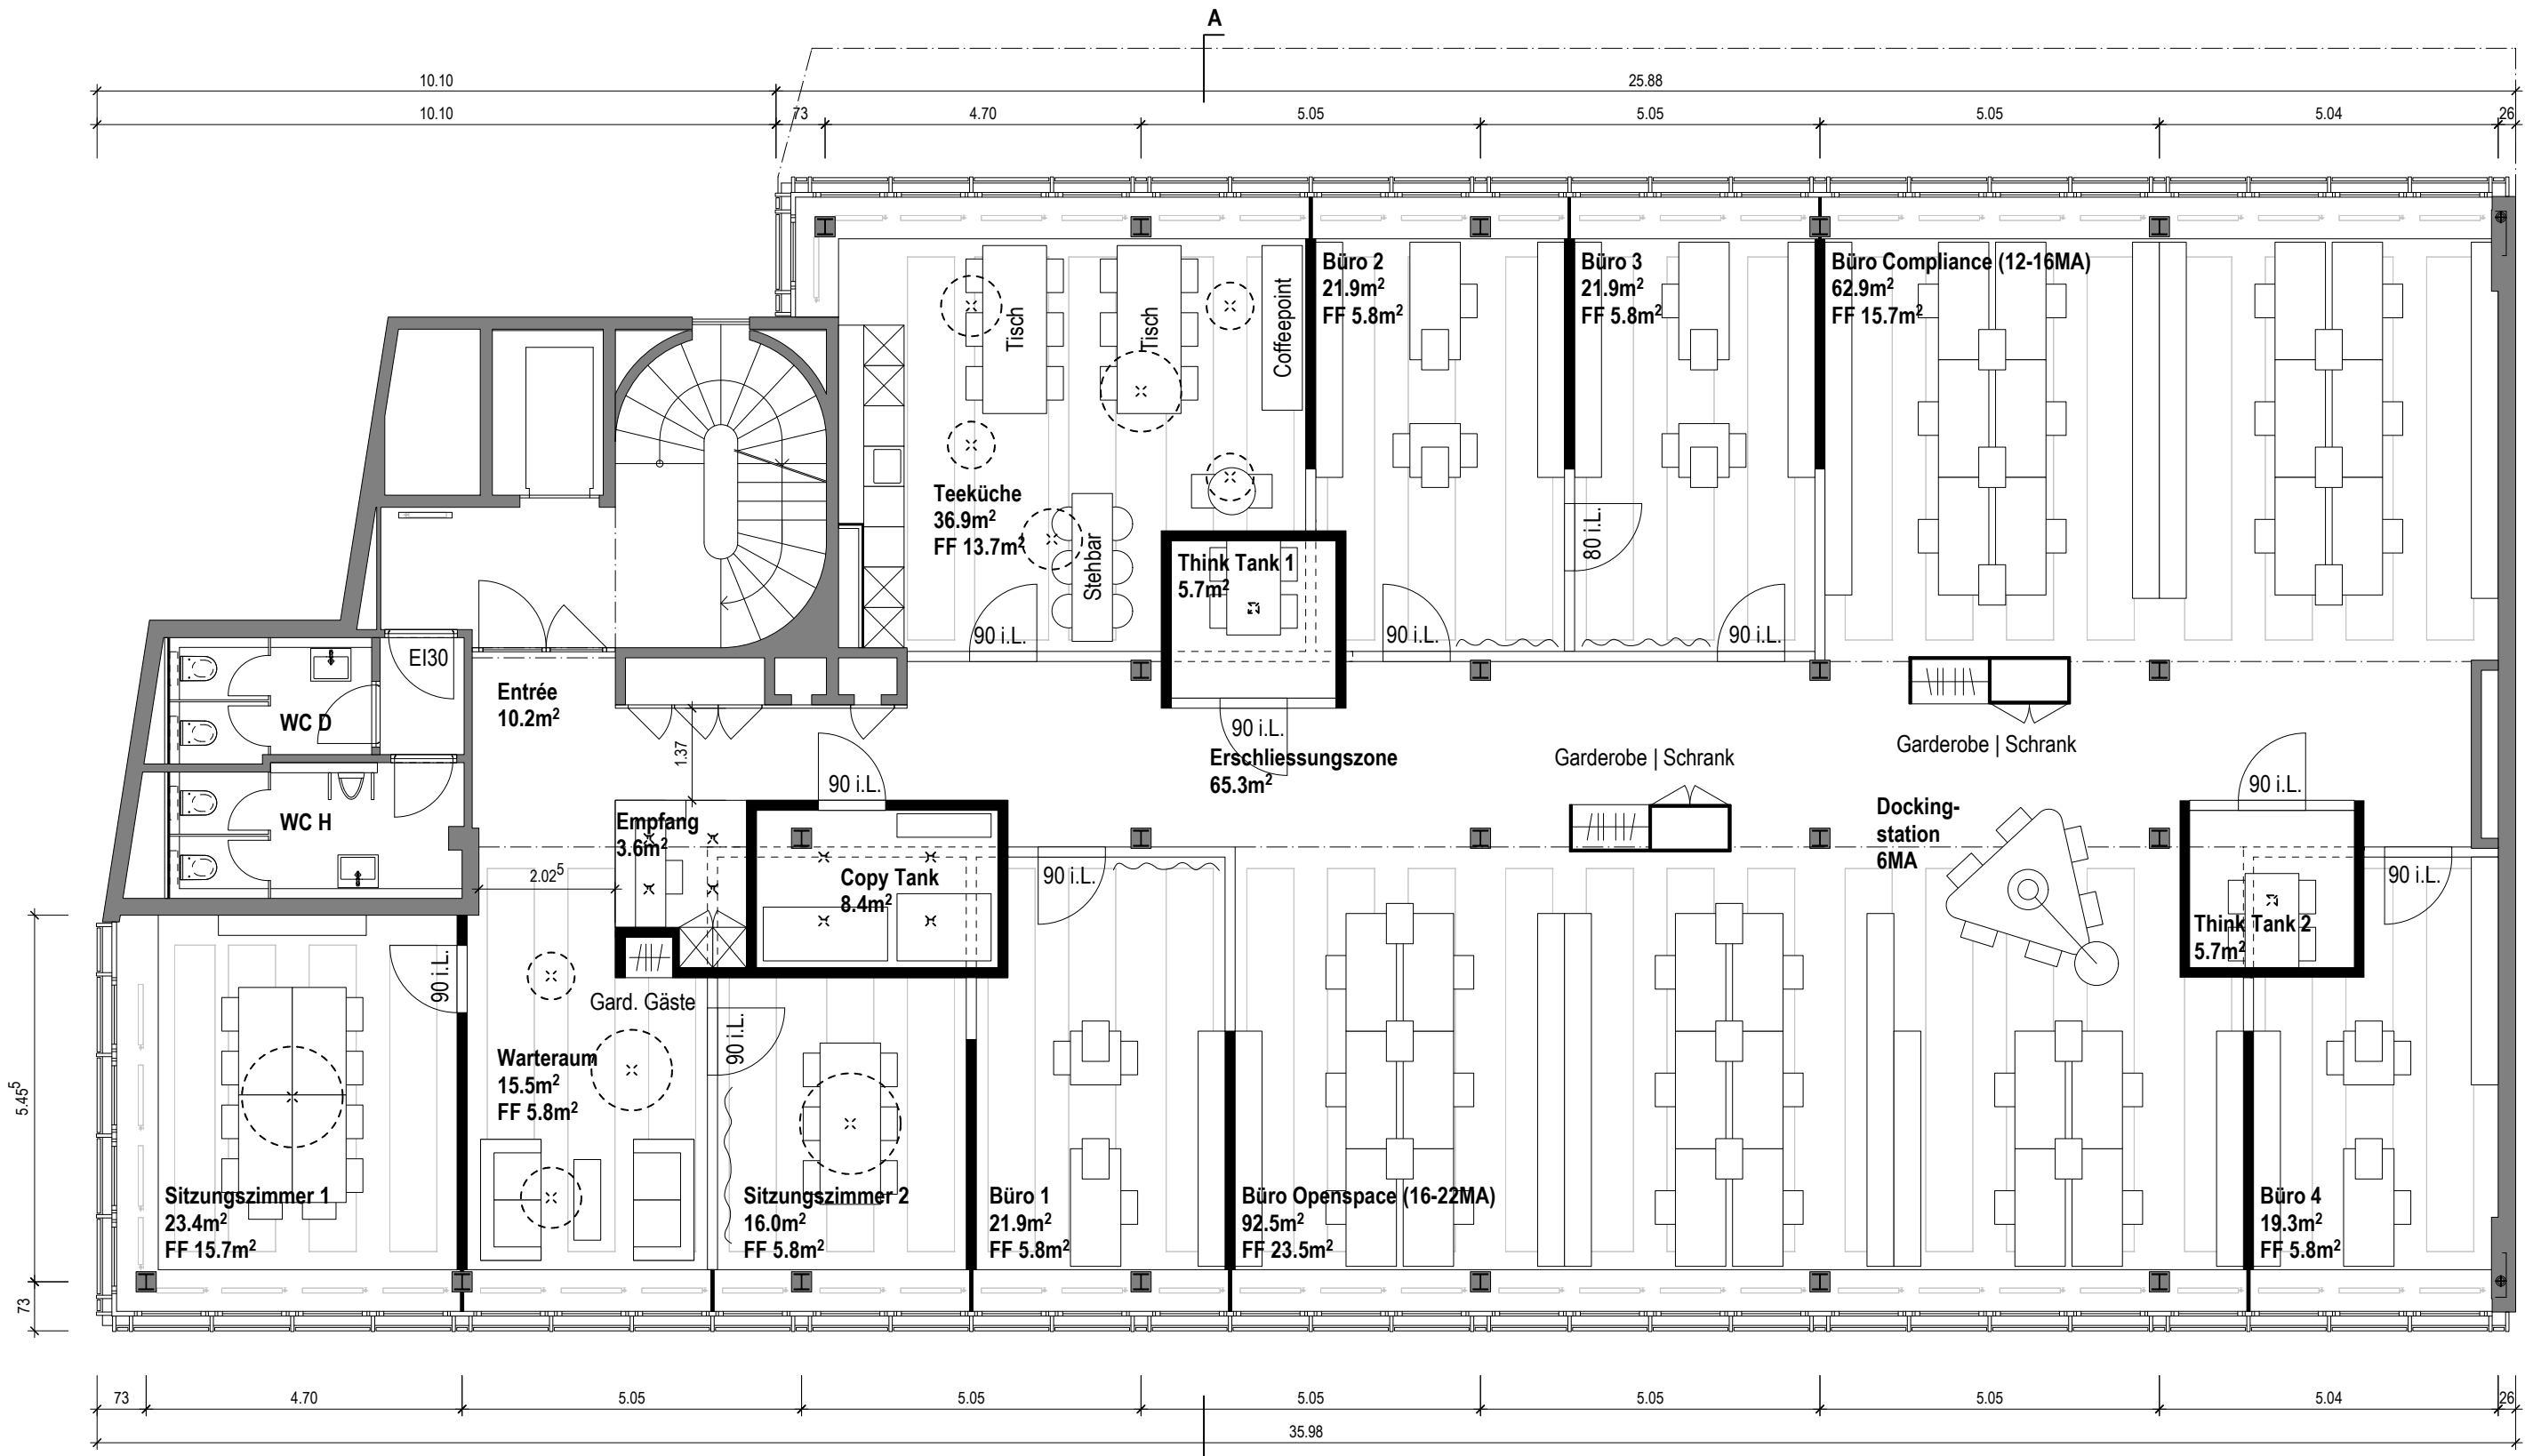 A
10.10
25.88
10.10
73
4.70
5.05
5.05
5.05
5.04
26
Büro 2
21.9m²
FF 5.8m²
Büro 3
21.9m²
FF 5.8m²
Büro Compliance (12-16MA)
62.9m²
FF 15.7m²
Tisch
Tisch
Coffeepoint
Teeküche
36.9m²
FF 13.7m²
Stehbar
Think Tank 1
5.7m²
80 i.L.
90 i.L.
90 i.L.
90 i.L.
EI30
Entrée
10.2m²
WC D
WC H
1.37
90 i.L.
90 i.L.
Erschliessungszone
65.3m²
Garderobe | Schrank
Garderobe | Schrank
90 i.L.
Docking-
station
6MA
Empfang
3.6m²
2.02⁵
Copy Tank
8.4m²
90 i.L.
90 i.L.
Think Tank 2
5.7m²
90 i.L.
Gard. Gäste
90 i.L.
Warteraum
15.5m²
FF 5.8m²
5.45⁵
73
Sitzungszimmer 1
23.4m²
FF 15.7m²
Sitzungszimmer 2
16.0m²
FF 5.8m²
Büro 1
21.9m²
FF 5.8m²
Büro Openspace (16-22MA)
92.5m²
FF 23.5m²
Büro 4
19.3m²
FF 5.8m²
73
4.70
5.05
5.05
5.05
5.05
5.05
5.04
26
35.98